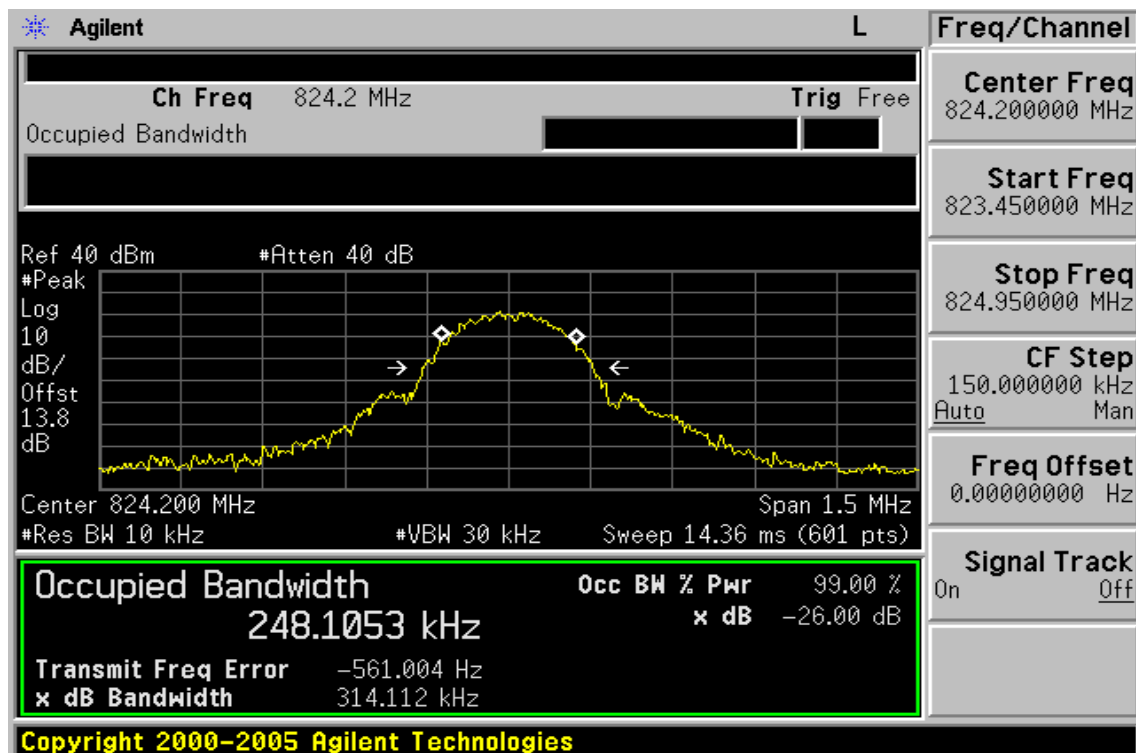 Agilent L
Freq/Channel
Ch Freq 824.2 MHz Trig Free
Occupied Bandwidth
Center Freq
824.200000 MHz
Start Freq
823.450000 MHz
Stop Freq
824.950000 MHz
CF Step
150.000000 kHz
Auto Man
Freq Offset
0.00000000 Hz
Signal Track
On Off
Ref 40 dBm #Atten 40 dB
#Peak
Log
10
dB/
Offst
13.8
dB
Center 824.200 MHz Span 1.5 MHz
#Res BW 10 kHz #VBW 30 kHz Sweep 14.36 ms (601 pts)
Occupied Bandwidth Occ BW % Pwr 99.00 %
248.1053 kHz x dB -26.00 dB
Transmit Freq Error -561.004 Hz
x dB Bandwidth 314.112 kHz
Copyright 2000-2005 Agilent Technologies